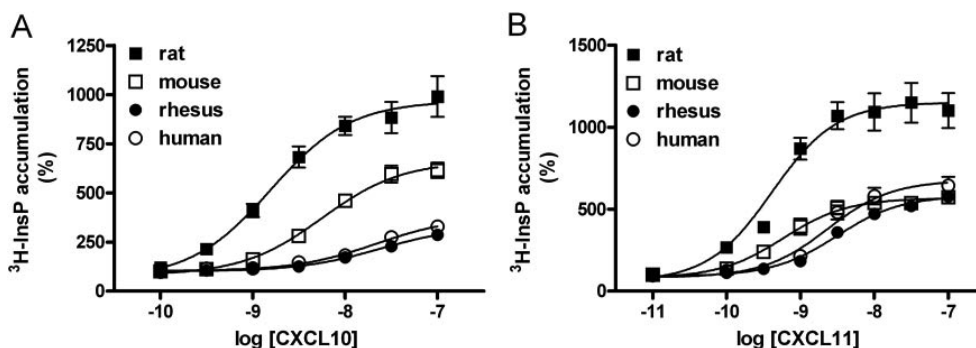 A
1250
1000
750
500
250
0
rat
mouse
rhesus
human
³H-InsP accumulation
(%)
-10
-9
-8
-7
log [CXCL10]
B
1500
1000
500
0
rat
mouse
rhesus
human
³H-InsP accumulation
(%)
-11
-10
-9
-8
-7
log [CXCL11]